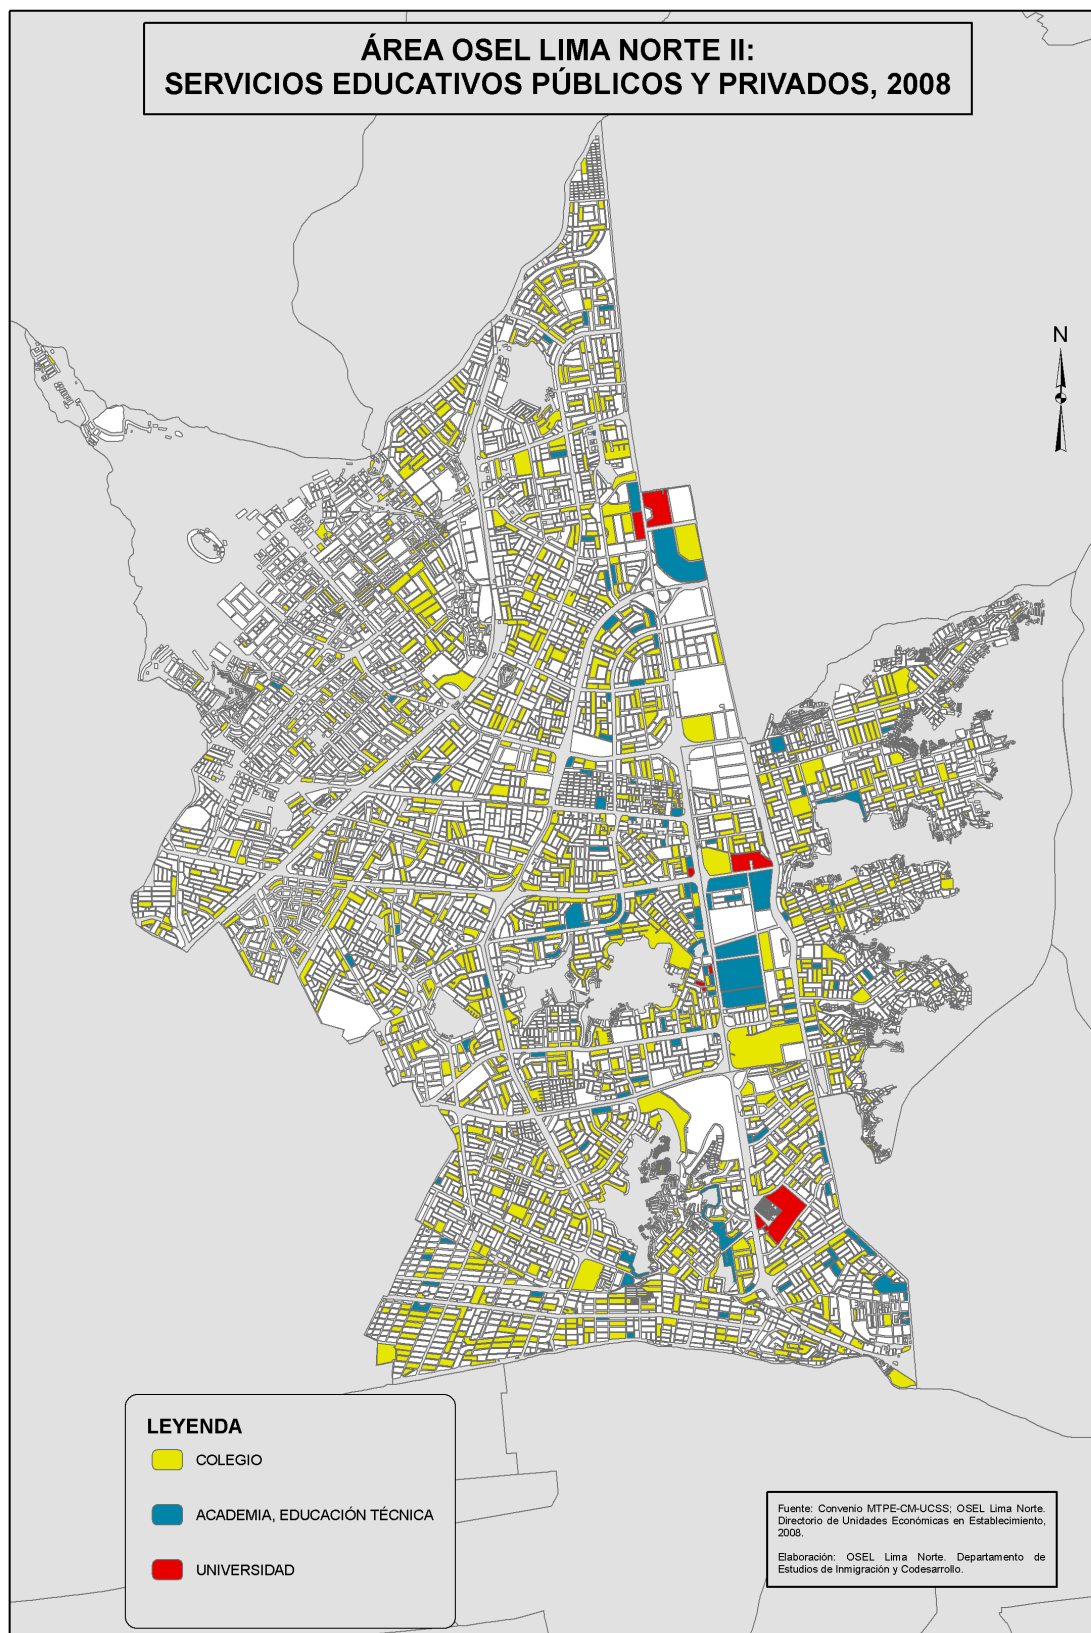 ÁREA OSEL LIMA NORTE II:
SERVICIOS EDUCATIVOS PÚBLICOS Y PRIVADOS, 2008
N
LEYENDA
COLEGIO
ACADEMIA, EDUCACIÓN TÉCNICA
UNIVERSIDAD
Fuente: Convenio MTPE-CM-UCSS; OSEL Lima Norte.
Directorio de Unidades Económicas en Establecimiento,
2008.
Elaboración: OSEL Lima Norte. Departamento de
Estudios de Inmigración y Codesarrollo.